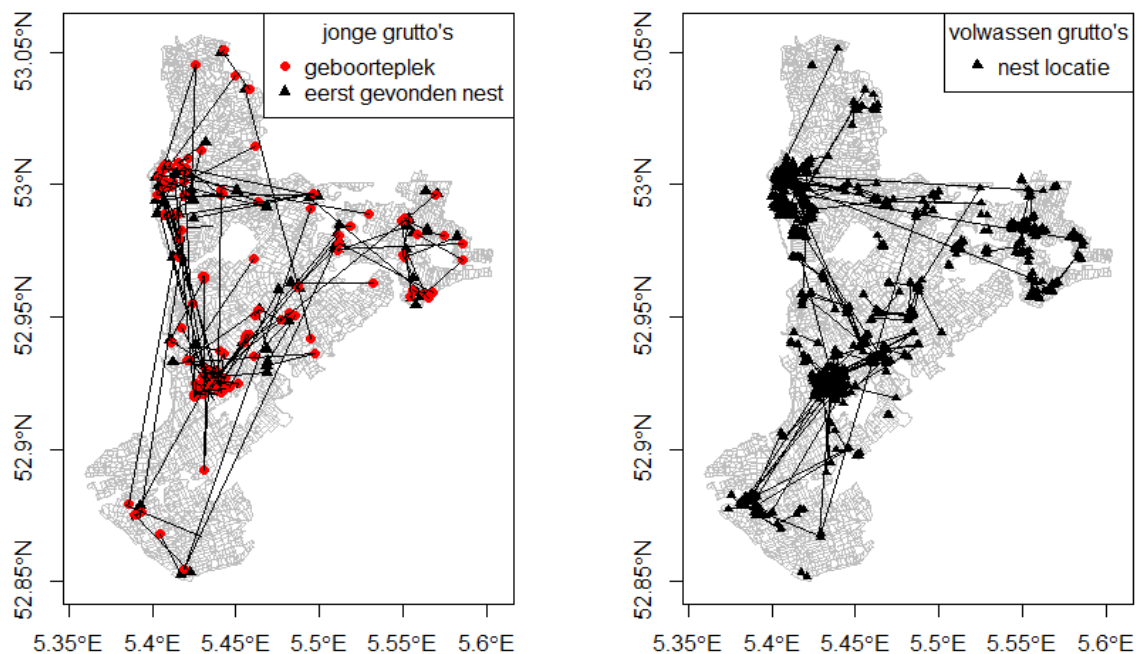 jonge grutto's
geboorteplek
eerst gevonden nest
53.05°N
53°N
52.95°N
52.9°N
52.85°N
5.35°E 5.4°E 5.45°E 5.5°E 5.55°E 5.6°E
volwassen grutto's
nest locatie
53.05°N
53°N
52.95°N
52.9°N
52.85°N
5.35°E 5.4°E 5.45°E 5.5°E 5.55°E 5.6°E